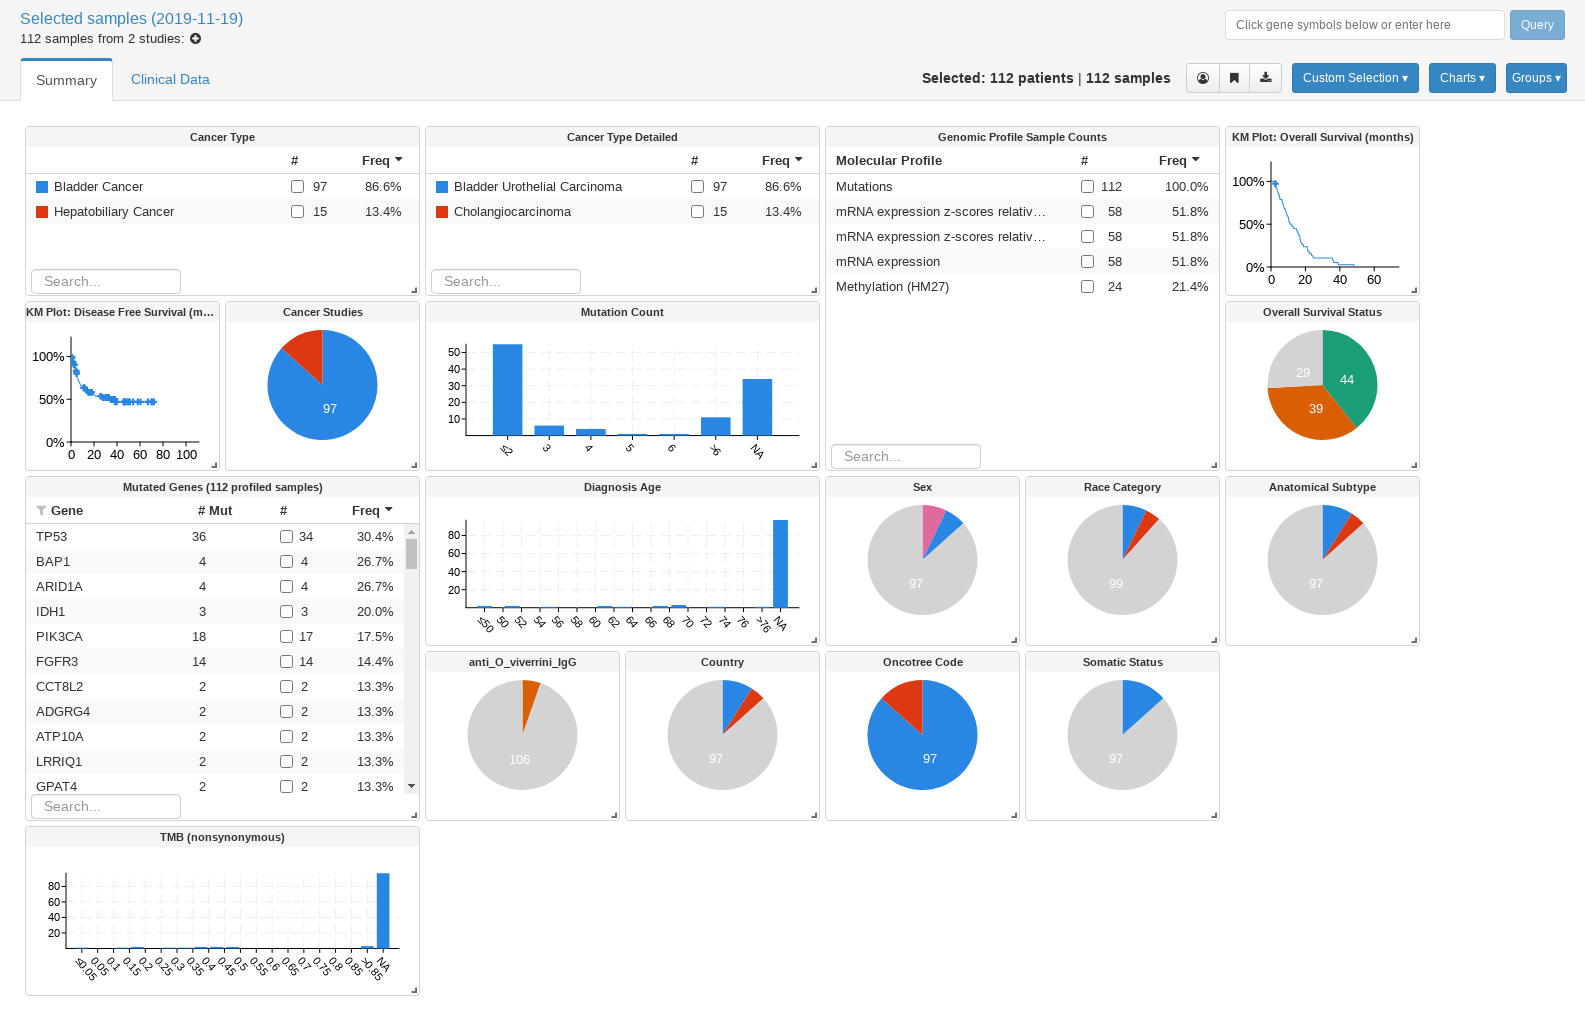 Selected samples (2019-11-19)
112 samples from 2 studies:
Click gene symbols below or enter here
Query
Summary
Clinical Data
Selected: 112 patients | 112 samples
Custom Selection ▾
Charts ▾
Groups ▾
Cancer Type
# Freq
Bladder Cancer 97 86.6%
Hepatobiliary Cancer 15 13.4%
Search...
Cancer Type Detailed
# Freq
Bladder Urothelial Carcinoma 97 86.6%
Cholangiocarcinoma 15 13.4%
Search...
Genomic Profile Sample Counts
Molecular Profile # Freq
Mutations 112 100.0%
mRNA expression z-scores relativ… 58 51.8%
mRNA expression z-scores relativ… 58 51.8%
mRNA expression 58 51.8%
Methylation (HM27) 24 21.4%
Search...
KM Plot: Overall Survival (months)
100%
50%
0%
0 20 40 60
KM Plot: Disease Free Survival (m…
100%
50%
0%
0 20 40 60 80 100
Cancer Studies
97
Mutation Count
50
40
30
20
10
≤2 3 4 5 6 >6 NA
Overall Survival Status
29
44
39
Mutated Genes (112 profiled samples)
Gene # Mut # Freq
TP53 36 34 30.4%
BAP1 4 4 26.7%
ARID1A 4 4 26.7%
IDH1 3 3 20.0%
PIK3CA 18 17 17.5%
FGFR3 14 14 14.4%
CCT8L2 2 2 13.3%
ADGRG4 2 2 13.3%
ATP10A 2 2 13.3%
LRRIQ1 2 2 13.3%
GPAT4 2 2 13.3%
Search...
Diagnosis Age
80
60
40
20
≤50 50 52 54 56 58 60 62 64 66 68 70 72 74 76 >76 NA
Sex
97
Race Category
99
Anatomical Subtype
97
anti_O_viverrini_IgG
106
Country
97
Oncotree Code
97
Somatic Status
97
TMB (nonsynonymous)
80
60
40
20
≤0.05 0.05 0.1 0.15 0.2 0.25 0.3 0.35 0.4 0.45 0.5 0.55 0.6 0.65 0.7 0.75 0.8 0.85 >0.85 NA